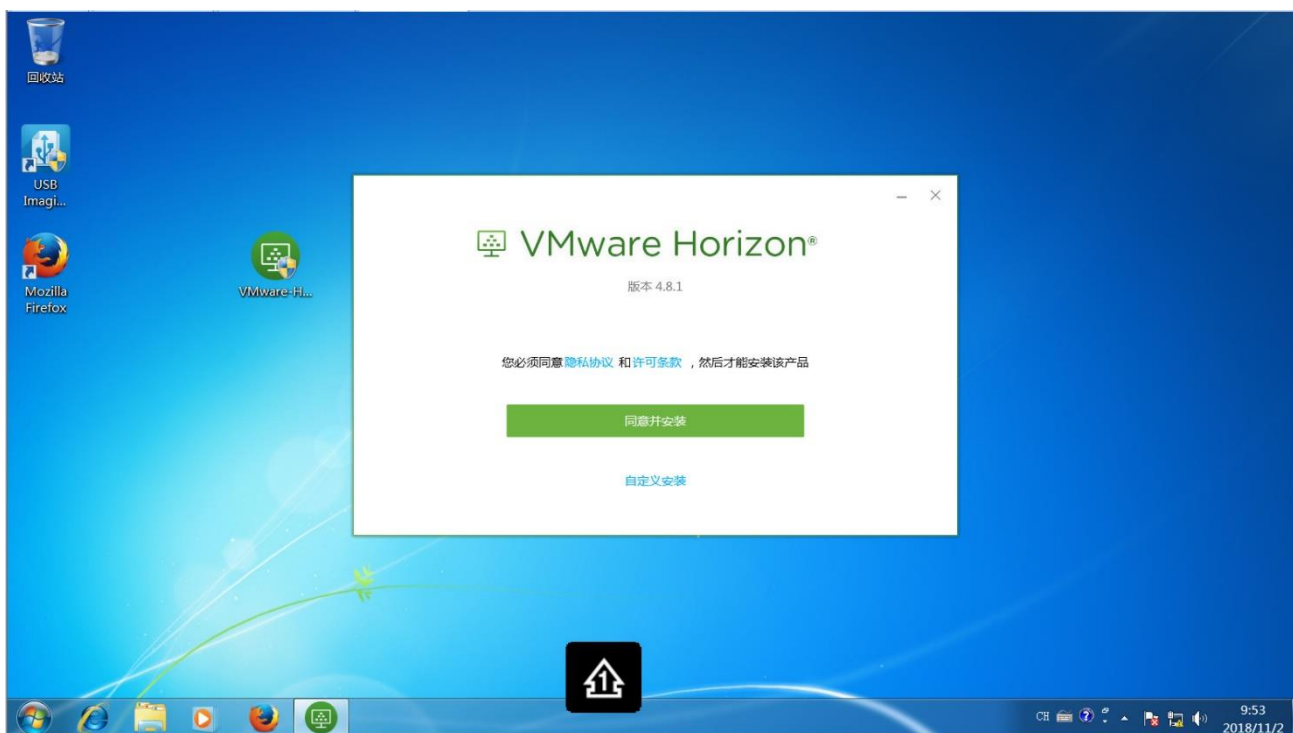 回收站
USB
Imagi...
Mozilla
Firefox
VMware-H...
VMware Horizon®
版本 4.8.1
您必须同意隐私协议 和许可条款 ，然后才能安装该产品
同意并安装
自定义安装
1
CH
9:53
2018/11/2